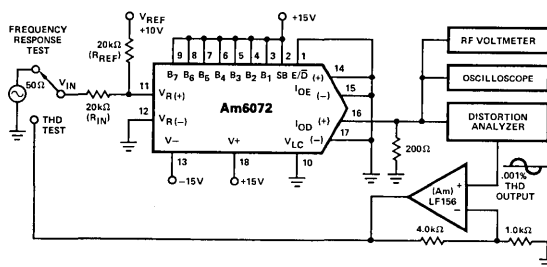 FREQUENCY
RESPONSE
TEST
50Ω
V_IN
THD
TEST
V_REF
+10V
20kΩ
(R_REF)
20kΩ
(R_IN)
+15V
9 8 7 6 5 4 3 2 1
B7 B6 B5 B4 B3 B2 B1 SB E/D̅
11
V_R(+)
12
V_R(−)
Am6072
(+) 14
I_OE
(−) 15
(+) 16
I_OD
(−) 17
V− V+ V_LC
13 18 10
−15V +15V
200Ω
RF VOLTMETER
OSCILLOSCOPE
DISTORTION
ANALYZER
.001%
THD
OUTPUT
(Am)
LF156
+
−
4.0kΩ 1.0kΩ